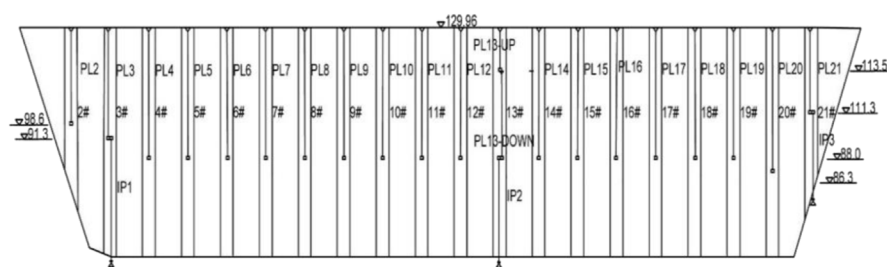 129.96
PL13-UP
PL2 PL3 PL4 PL5 PL6 PL7 PL8 PL9 PL10 PL11 PL12 PL14 PL15 PL16 PL17 PL18 PL19 PL20 PL21 113.5
98.6 2# 3# 4# 5# 6# 7# 8# 9# 10# 11# 12# 13# 14# 15# 16# 17# 18# 19# 20# 21# 111.3
91.3 PL13-DOWN IP3
88.0
IP1 IP2 86.3